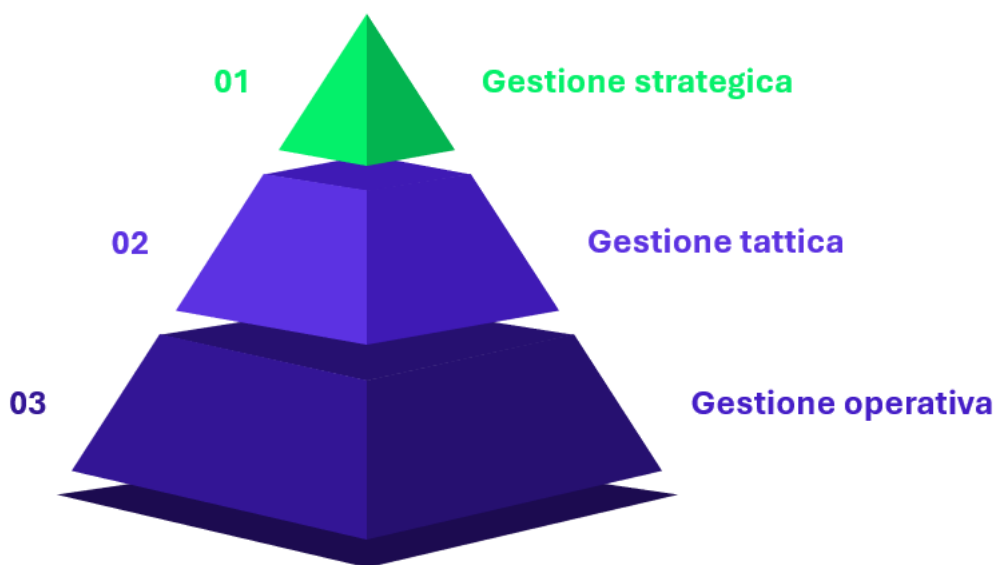 01 Gestione strategica
02 Gestione tattica
03 Gestione operativa